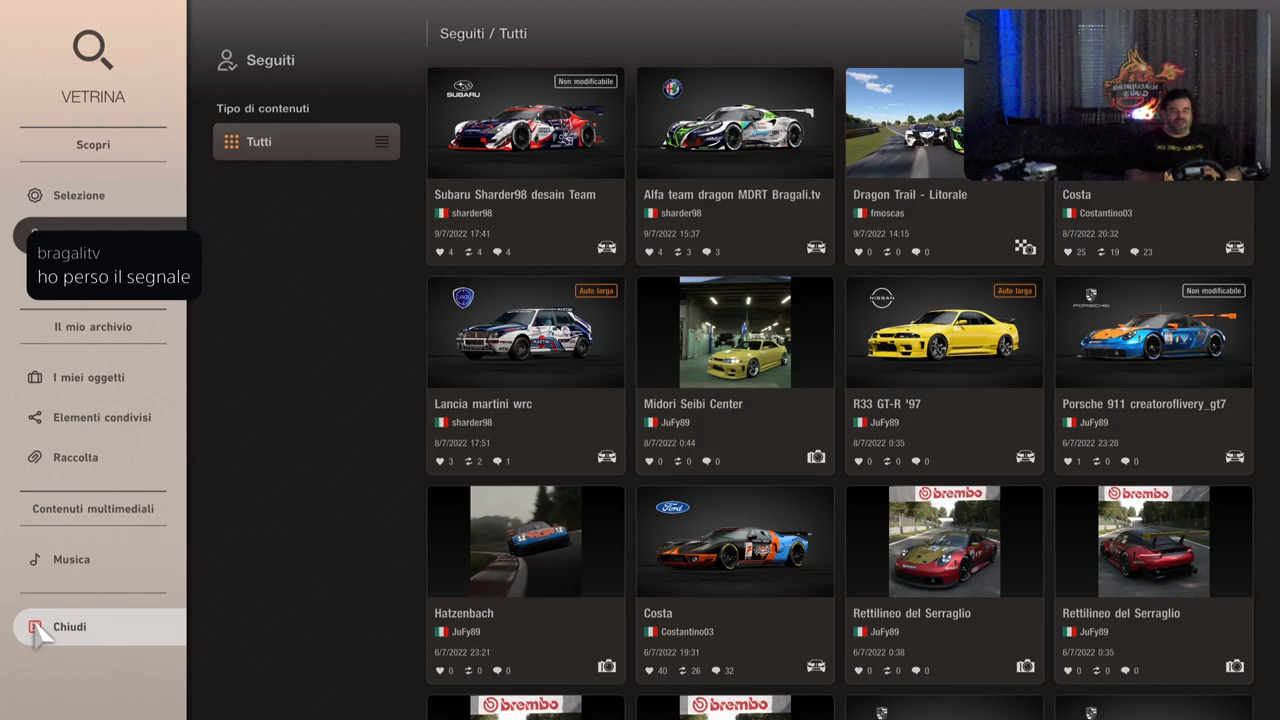 VETRINA
Scopri
Selezione
bragalitv
ho perso il segnale
Il mio archivio
I miei oggetti
Elementi condivisi
Raccolta
Contenuti multimediali
Musica
Chiudi
Seguiti
Tipo di contenuti
Tutti
Seguiti / Tutti
SUBARU
Non modificabile
Subaru Sharder98 desain Team
sharder98
9/7/2022 17:41
4 4 4
Alfa team dragon MDRT Bragali.tv
sharder98
9/7/2022 15:37
4 3 3
Dragon Trail - Litorale
fmoscas
9/7/2022 14:15
0 0 0
Costa
Costantino03
8/7/2022 20:32
25 19 23
Auto larga
Lancia martini wrc
sharder98
8/7/2022 17:51
3 2 1
Midori Seibi Center
JuFy89
8/7/2022 0:44
0 0 0
NISSAN
Auto larga
R33 GT-R '97
JuFy89
8/7/2022 0:35
0 0 0
PORSCHE
Non modificabile
Porsche 911 creatoroflivery_gt7
JuFy89
6/7/2022 23:28
1 0 0
Hatzenbach
JuFy89
6/7/2022 23:21
0 0 0
Ford
Costa
Costantino03
6/7/2022 19:31
40 26 32
brembo
Rettilineo del Serraglio
JuFy89
6/7/2022 0:38
0 0 0
brembo
Rettilineo del Serraglio
JuFy89
6/7/2022 0:35
0 0 0
brembo
brembo